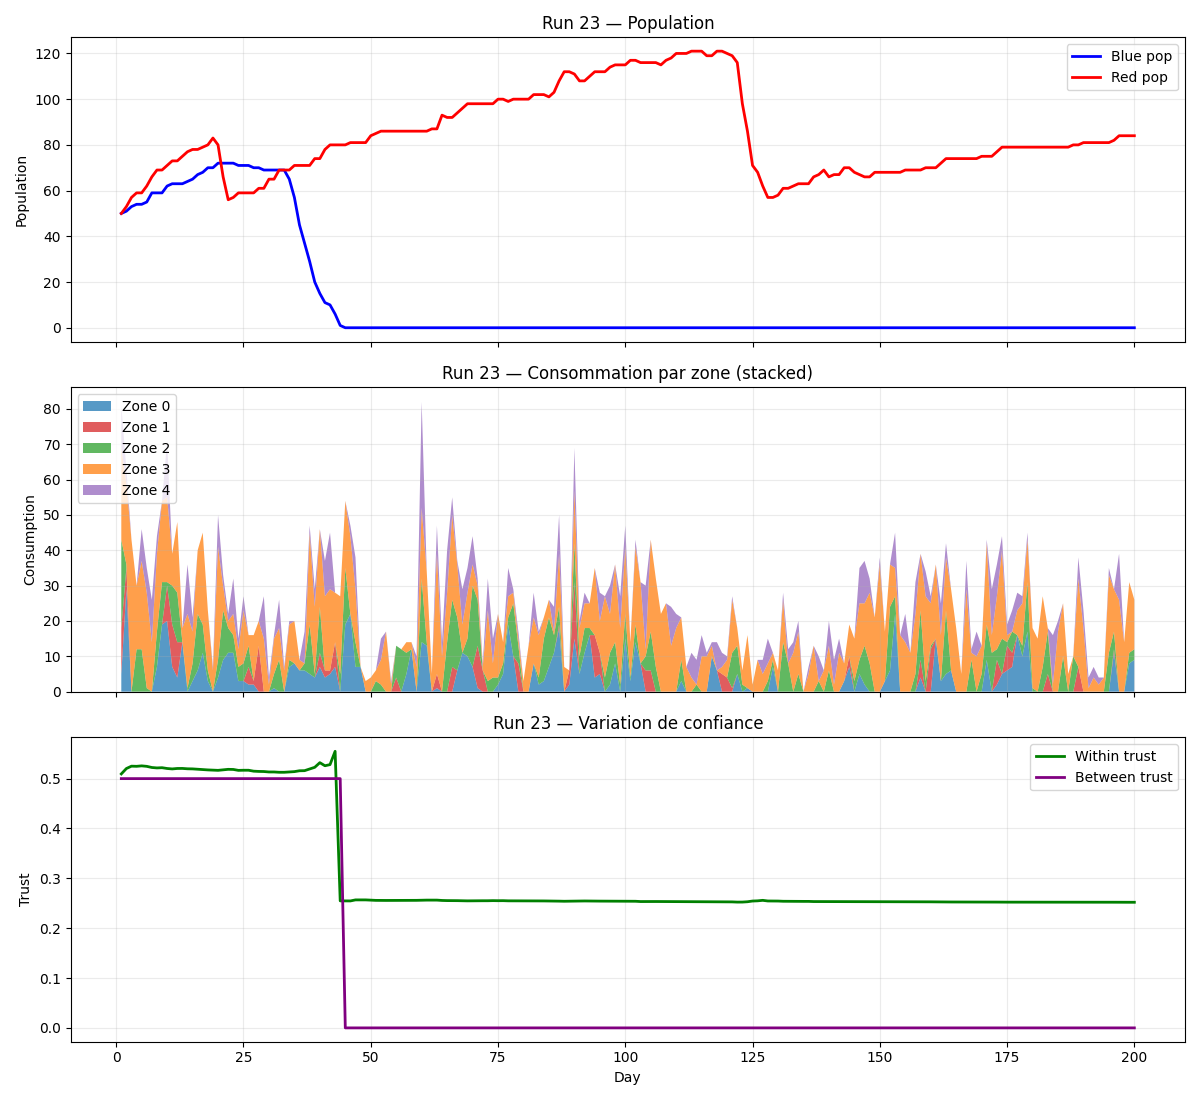 Run 23 — Population
Population
120
100
80
60
40
20
0
Blue pop
Red pop
Run 23 — Consommation par zone (stacked)
Consumption
80
70
60
50
40
30
20
10
0
Zone 0
Zone 1
Zone 2
Zone 3
Zone 4
Run 23 — Variation de confiance
Trust
0.5
0.4
0.3
0.2
0.1
0.0
Within trust
Between trust
0 25 50 75 100 125 150 175 200
Day